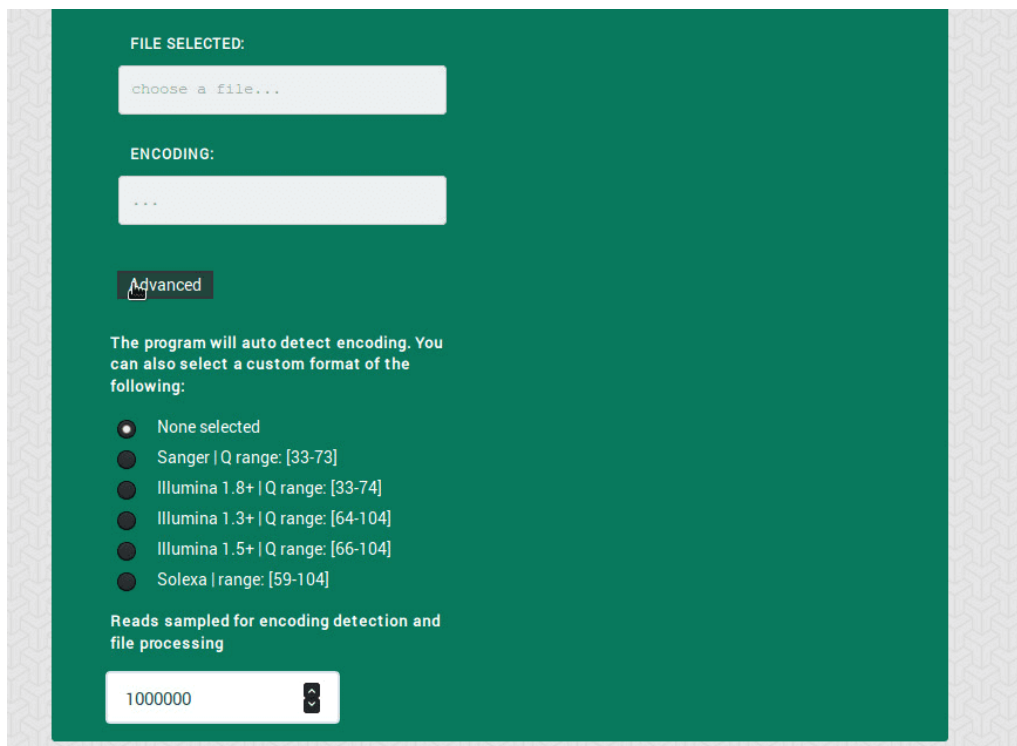 FILE SELECTED:
choose a file...
ENCODING:
...
Advanced
The program will auto detect encoding. You
can also select a custom format of the
following:
None selected
Sanger | Q range: [33-73]
Illumina 1.8+ | Q range: [33-74]
Illumina 1.3+ | Q range: [64-104]
Illumina 1.5+ | Q range: [66-104]
Solexa | range: [59-104]
Reads sampled for encoding detection and
file processing
1000000